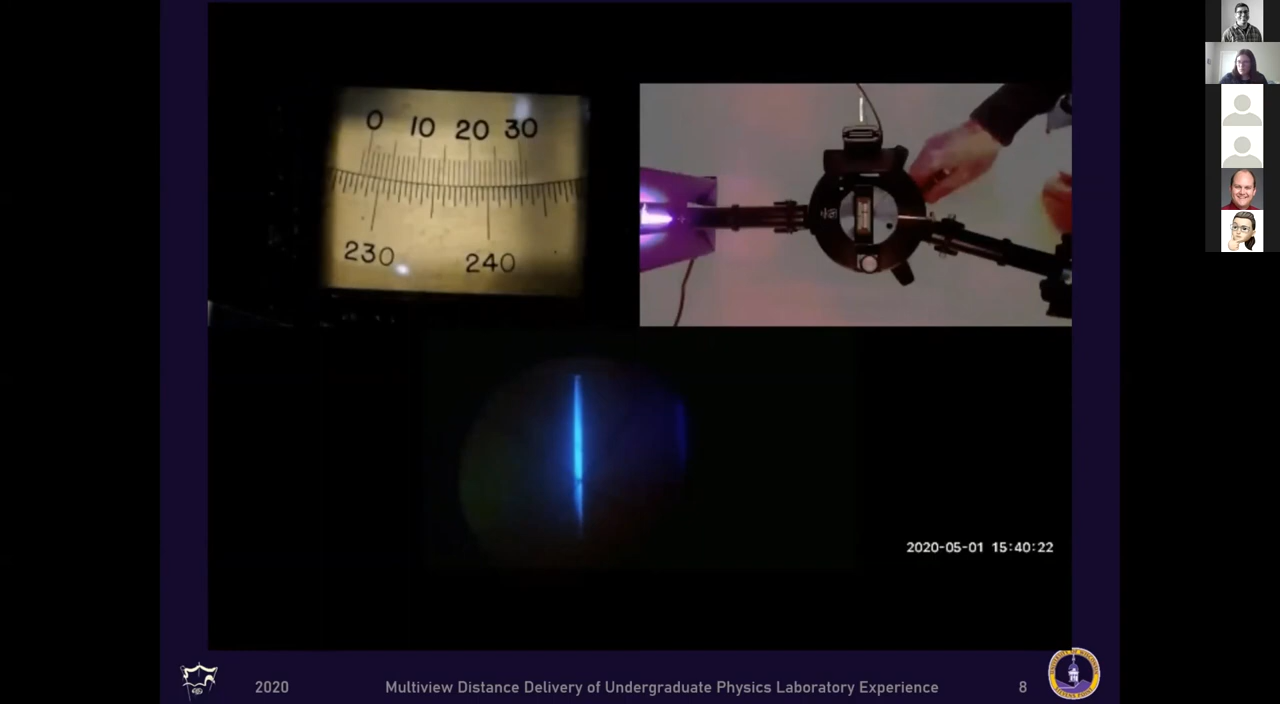 0 10 20 30
230 240
2020-05-01 15:40:22
2020 Multiview Distance Delivery of Undergraduate Physics Laboratory Experience 8